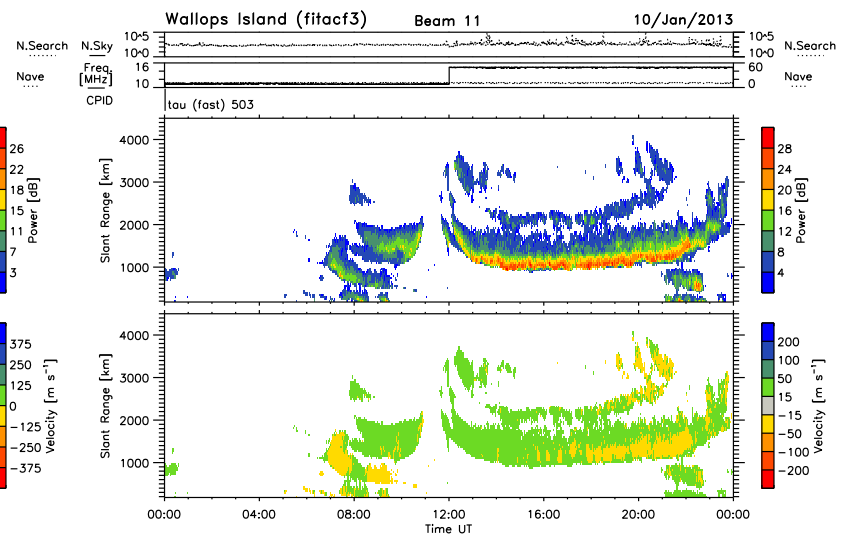 Wallops Island (fitacf3) Beam 11 10/Jan/2013
N.Search N.Sky 10^5 10^0 10^5 10^0 N.Search
Nave Freq. [MHz] 16 10 60 0 Nave
CPID
tau (fast) 503
Slant Range [km]
4000
3000
2000
1000
Power [dB]
26
22
18
15
11
7
3
Power [dB]
28
24
20
16
12
8
4
Slant Range [km]
4000
3000
2000
1000
Velocity [m s⁻¹]
375
250
125
0
−125
−250
−375
Velocity [m s⁻¹]
200
100
50
15
−15
−50
−100
−200
00:00 04:00 08:00 12:00 16:00 20:00 00:00
Time UT